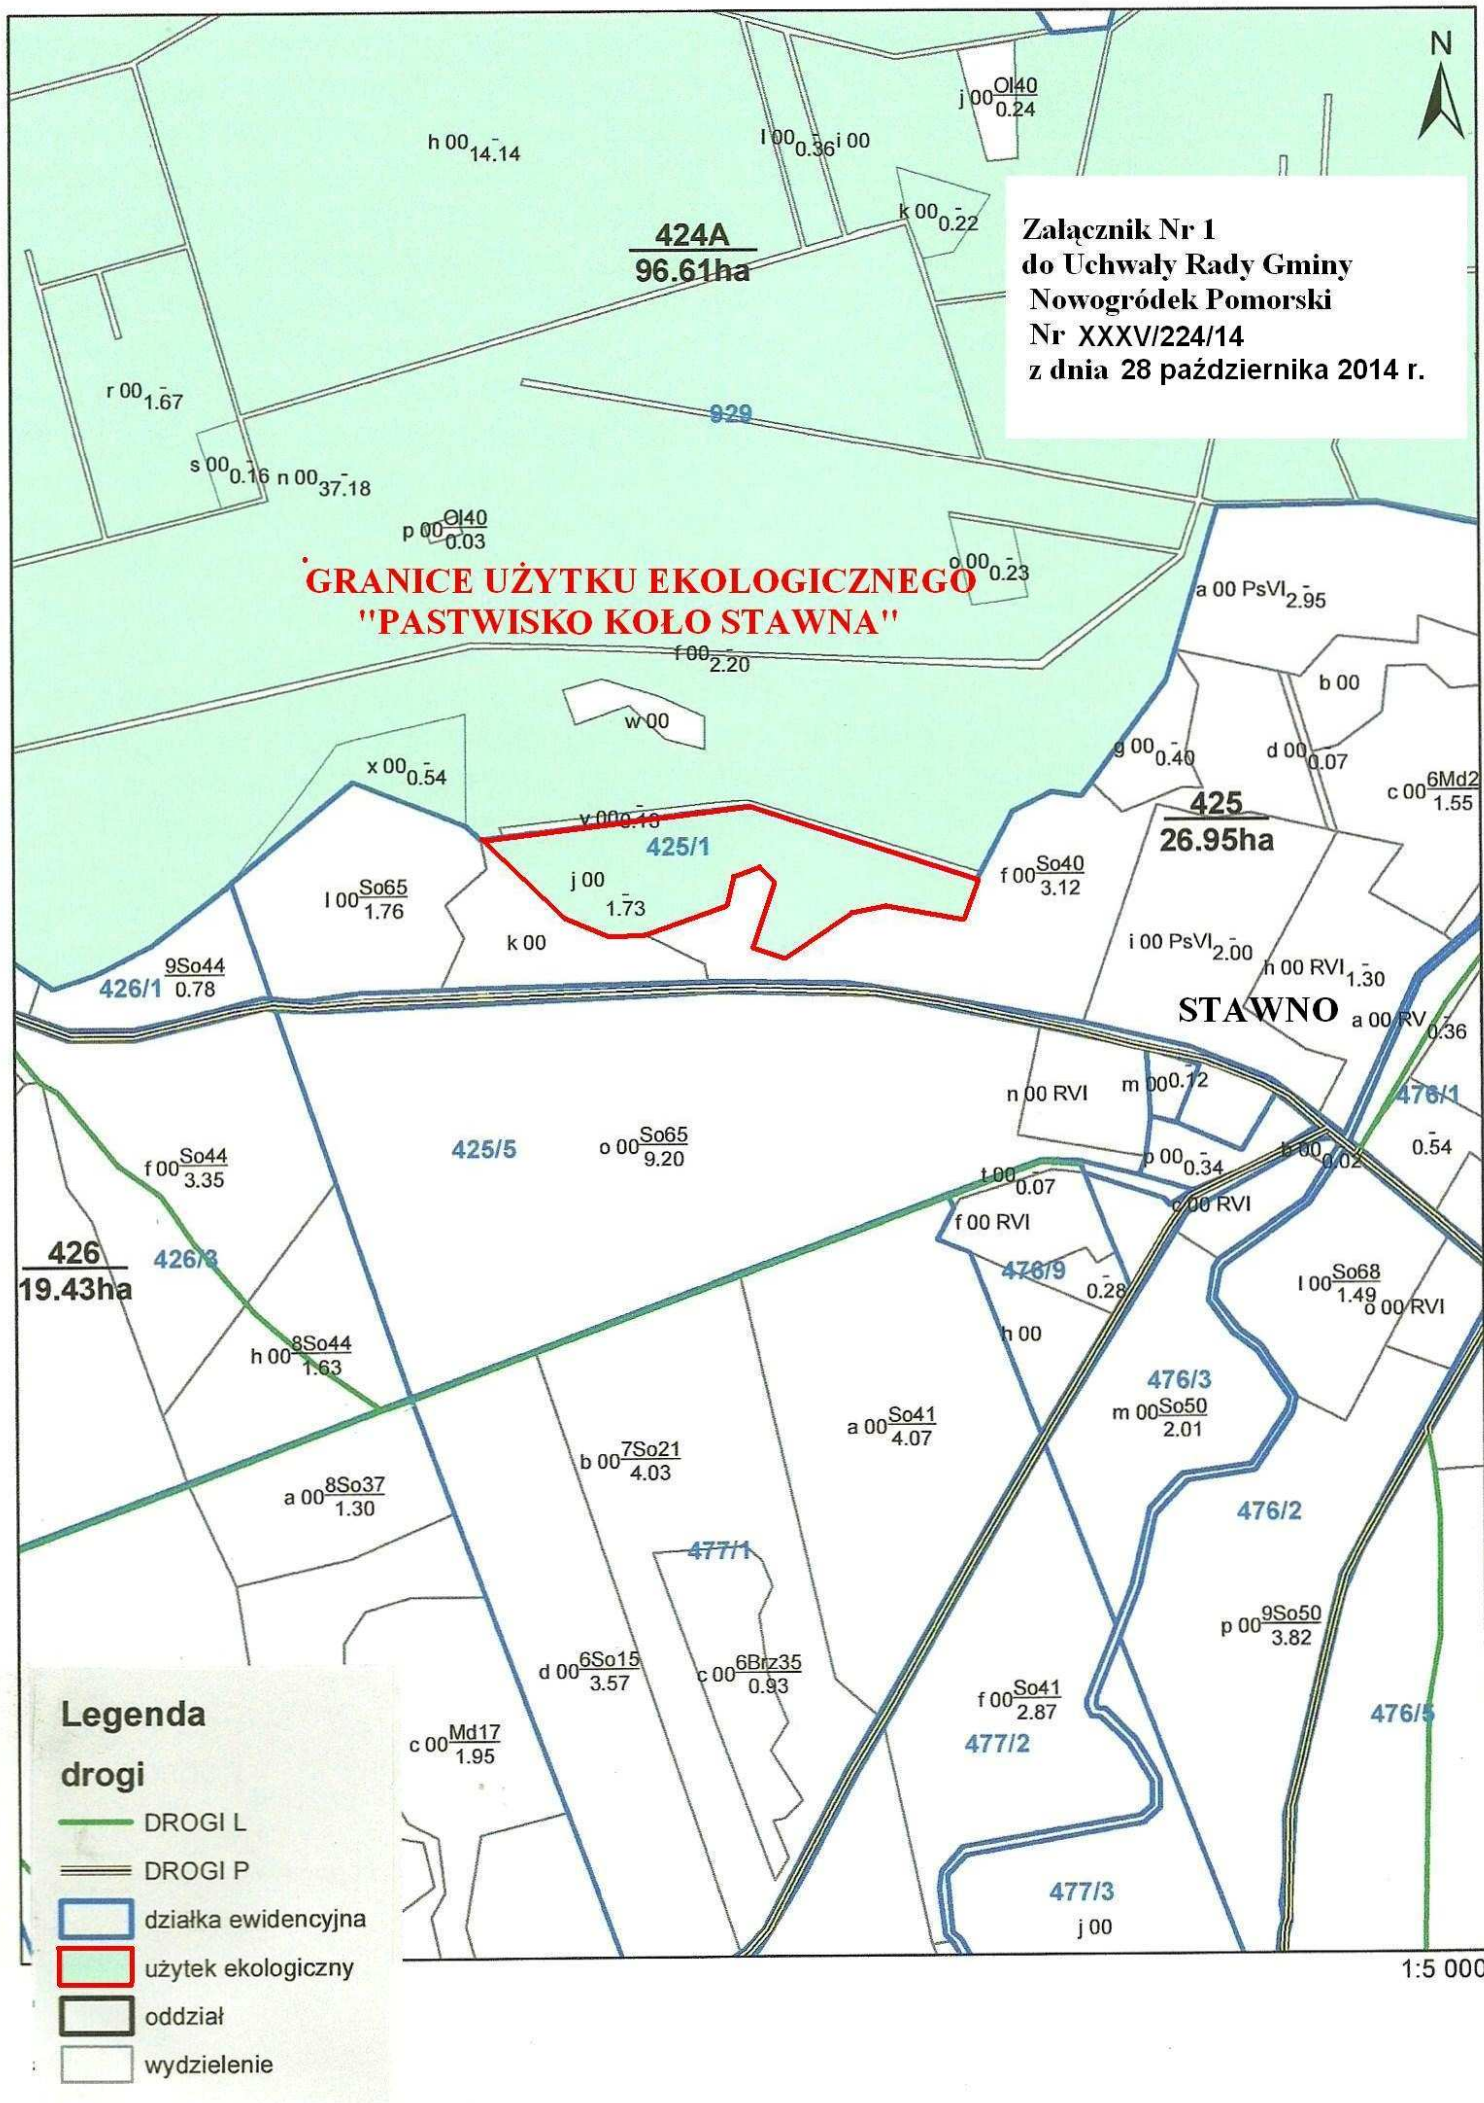 N
j 00 Ol40
0.24
h 00 - 14.14
l 00 - 0.36 i 00
k 00 - 0.22
424A
96.61ha
Załącznik Nr 1
do Uchwały Rady Gminy
Nowogródek Pomorski
Nr XXXV/224/14
z dnia 28 października 2014 r.
r 00 - 1.67
929
s 00 - 0.16 n 00 - 37.18
p 00 Ol40
0.03
o 00 - 0.23
GRANICE UŻYTKU EKOLOGICZNEGO
"PASTWISKO KOŁO STAWNA"
a 00 PsVI - 2.95
f 00 - 2.20
b 00
w 00
g 00 - 0.40
d 00 - 0.07
x 00 - 0.54
c 00 6Md2
1.55
425
26.95ha
y 00 - 0.13
425/1
j 00 - 1.73
f 00 So40
3.12
l 00 So65
1.76
k 00
i 00 PsVI - 2.00
h 00 RVI - 1.30
426/1
9So44
0.78
STAWNO
a 00 RV - 0.36
n 00 RVI
m 00 0.12
476/1
425/5
o 00 So65
9.20
- 0.54
b 00 0.02
p 00 - 0.34
f 00 So44
3.35
t 00 - 0.07
c 00 RVI
f 00 RVI
426
19.43ha
426/3
476/9
- 0.28
l 00 So68
1.49
o 00 RVI
h 00
h 00 8So44
1.63
476/3
m 00 So50
2.01
a 00 So41
4.07
b 00 7So21
4.03
a 00 8So37
1.30
476/2
477/1
p 00 9So50
3.82
d 00 6So15
3.57
c 00 6Brz35
0.93
f 00 So41
2.87
477/2
476/5
c 00 Md17
1.95
477/3
j 00
1:5 000
Legenda
drogi
DROGI L
DROGI P
działka ewidencyjna
użytek ekologiczny
oddział
wydzielenie